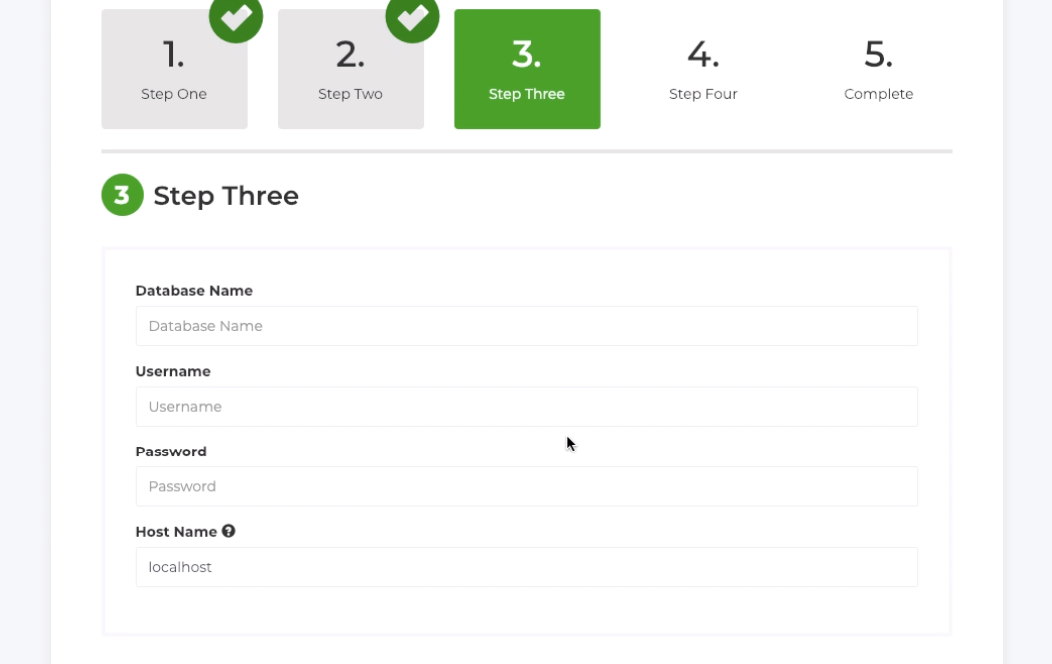 1.
Step One
2.
Step Two
3.
Step Three
4.
Step Four
5.
Complete
3 Step Three
Database Name
Database Name
Username
Username
Password
Password
Host Name ?
localhost